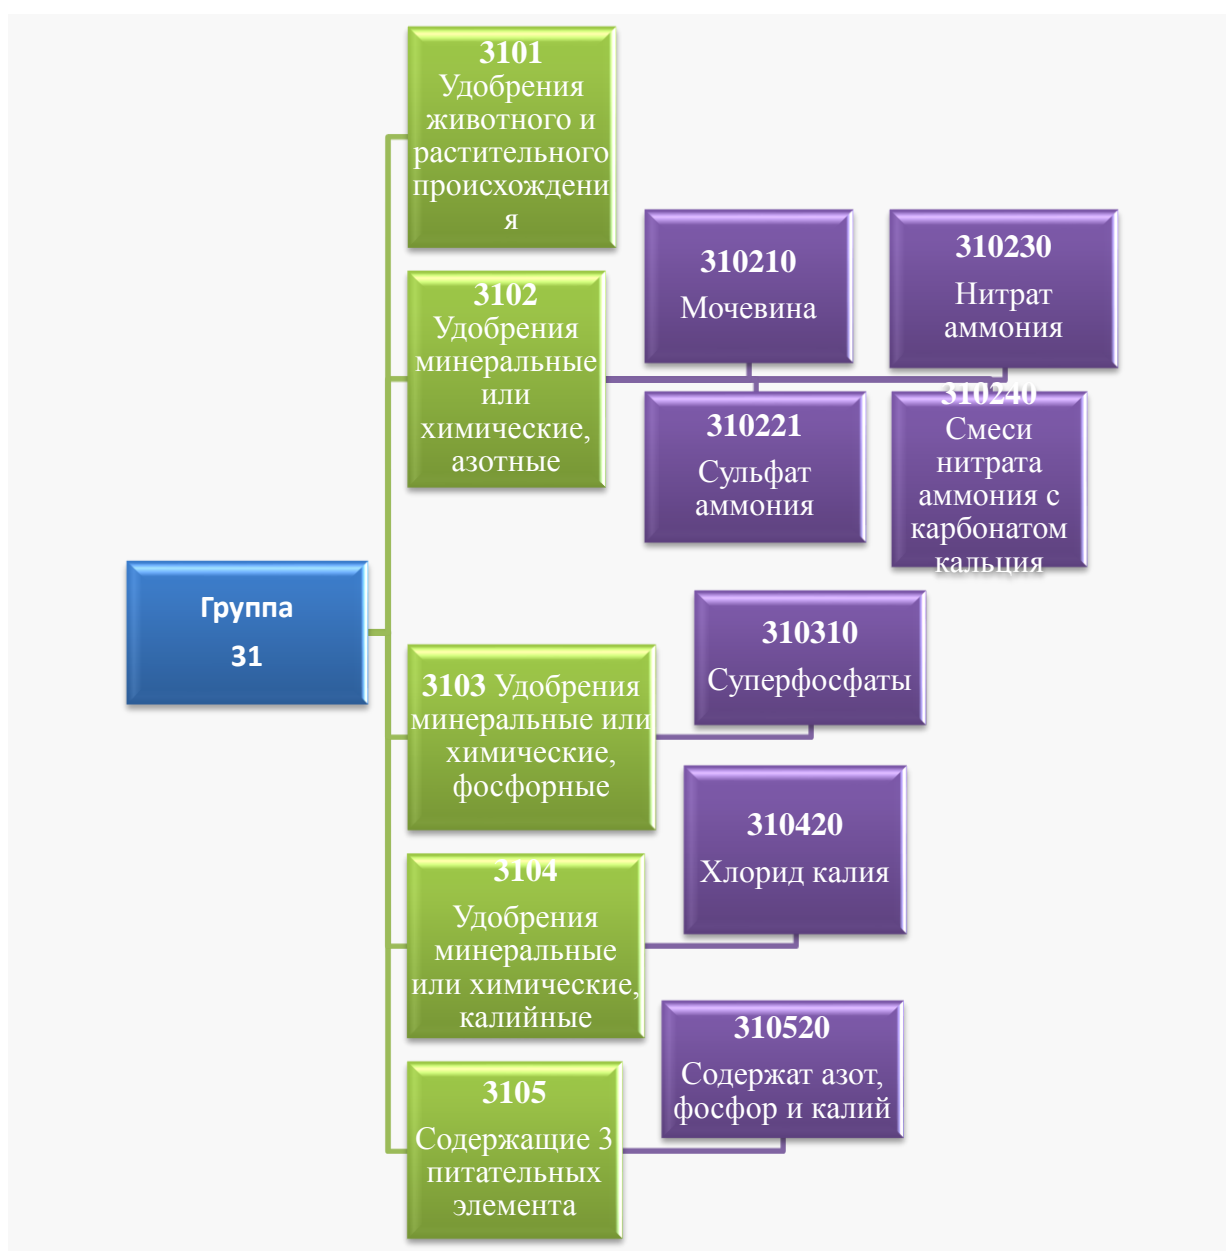 3101
Удобрения
животного и
растительного
происхождени
я
3102
Удобрения
минеральные
или
химические,
азотные
310210
Мочевина
310230
Нитрат
аммония
310221
Сульфат
аммония
310240
Смеси
нитрата
аммония с
карбонатом
кальция
Группа
31
3103 Удобрения
минеральные или
химические,
фосфорные
310310
Суперфосфаты
3104
Удобрения
минеральные
или химические,
калийные
310420
Хлорид калия
3105
Содержащие 3
питательных
элемента
310520
Содержат азот,
фосфор и калий